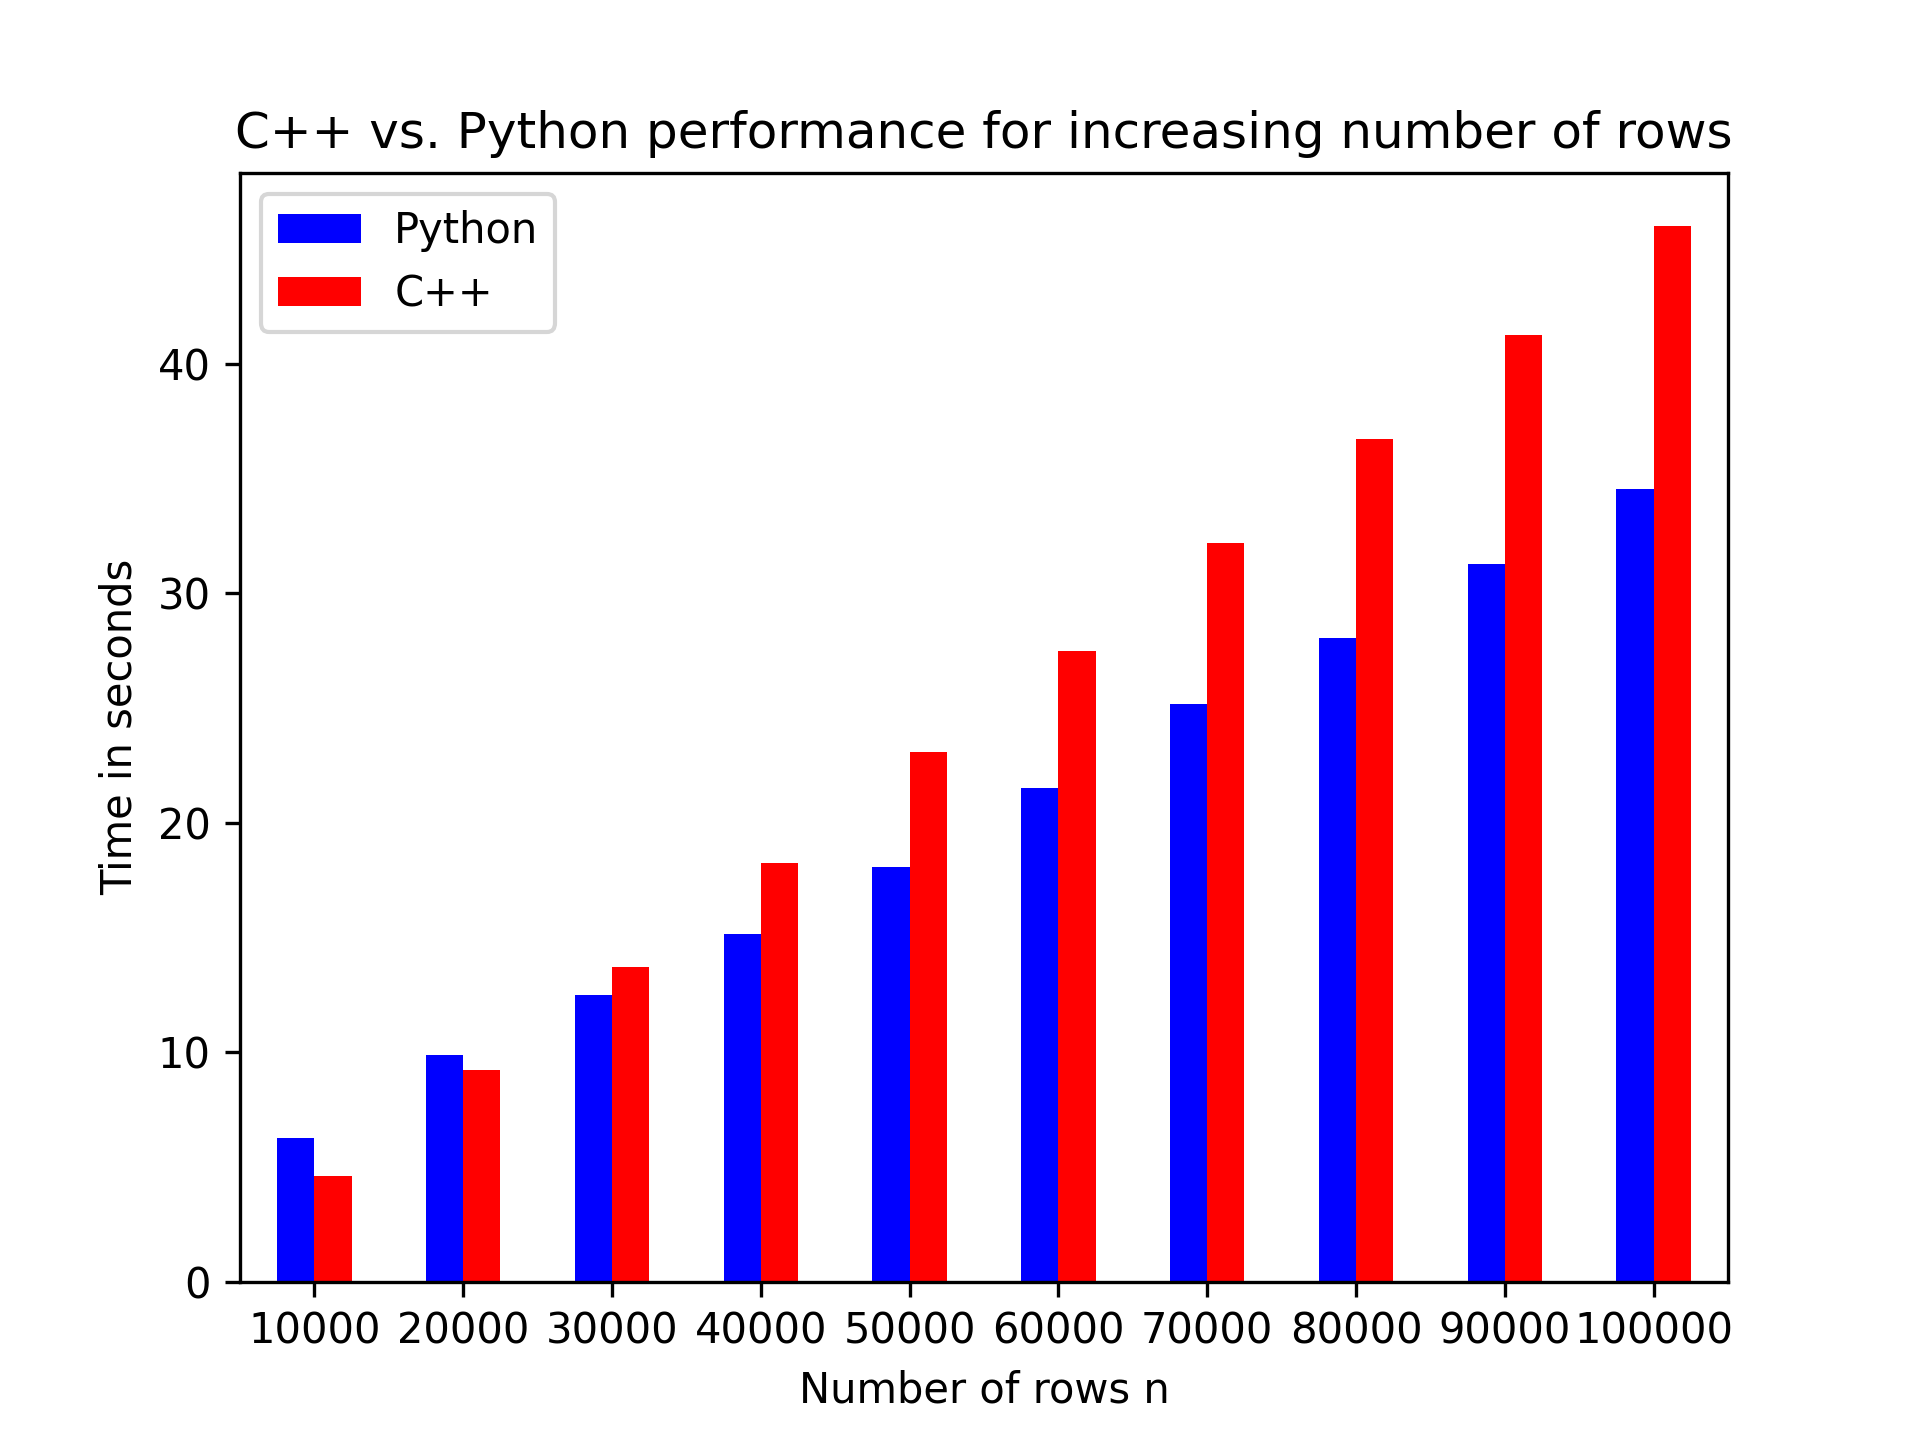 C++ vs. Python performance for increasing number of rows
Python
C++
40
30
20
10
0
Time in seconds
10000 20000 30000 40000 50000 60000 70000 80000 90000 100000
Number of rows n